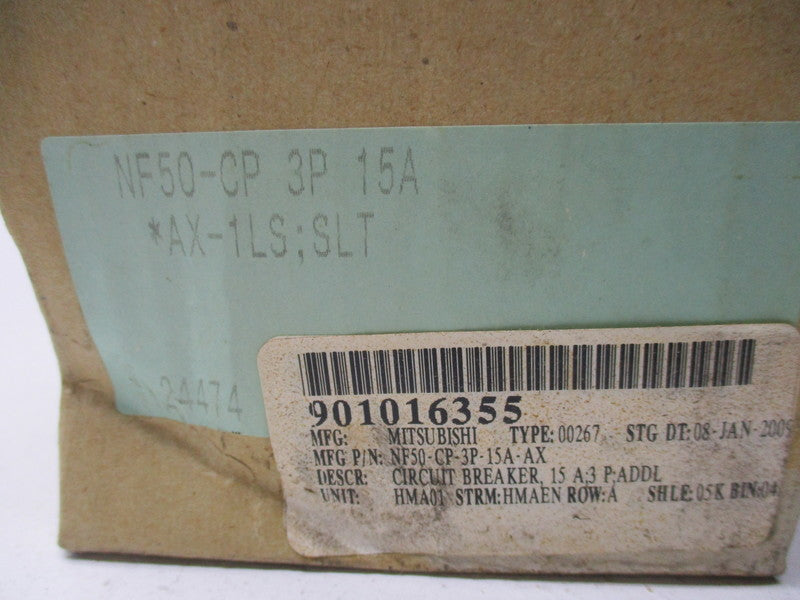 NF50-CP 3P 15A
*AX-1LS;SLT
24474
901016355
MFG: MITSUBISHI TYPE: 00267 STG DT: 08-JAN-2009
MFG P/N: NF50-CP-3P-15A-AX
DESCR: CIRCUIT BREAKER, 15 A;3 P;ADDL
UNIT: HMA01 STRM:HMAEN ROW:A SHLF: 05K BIN:04